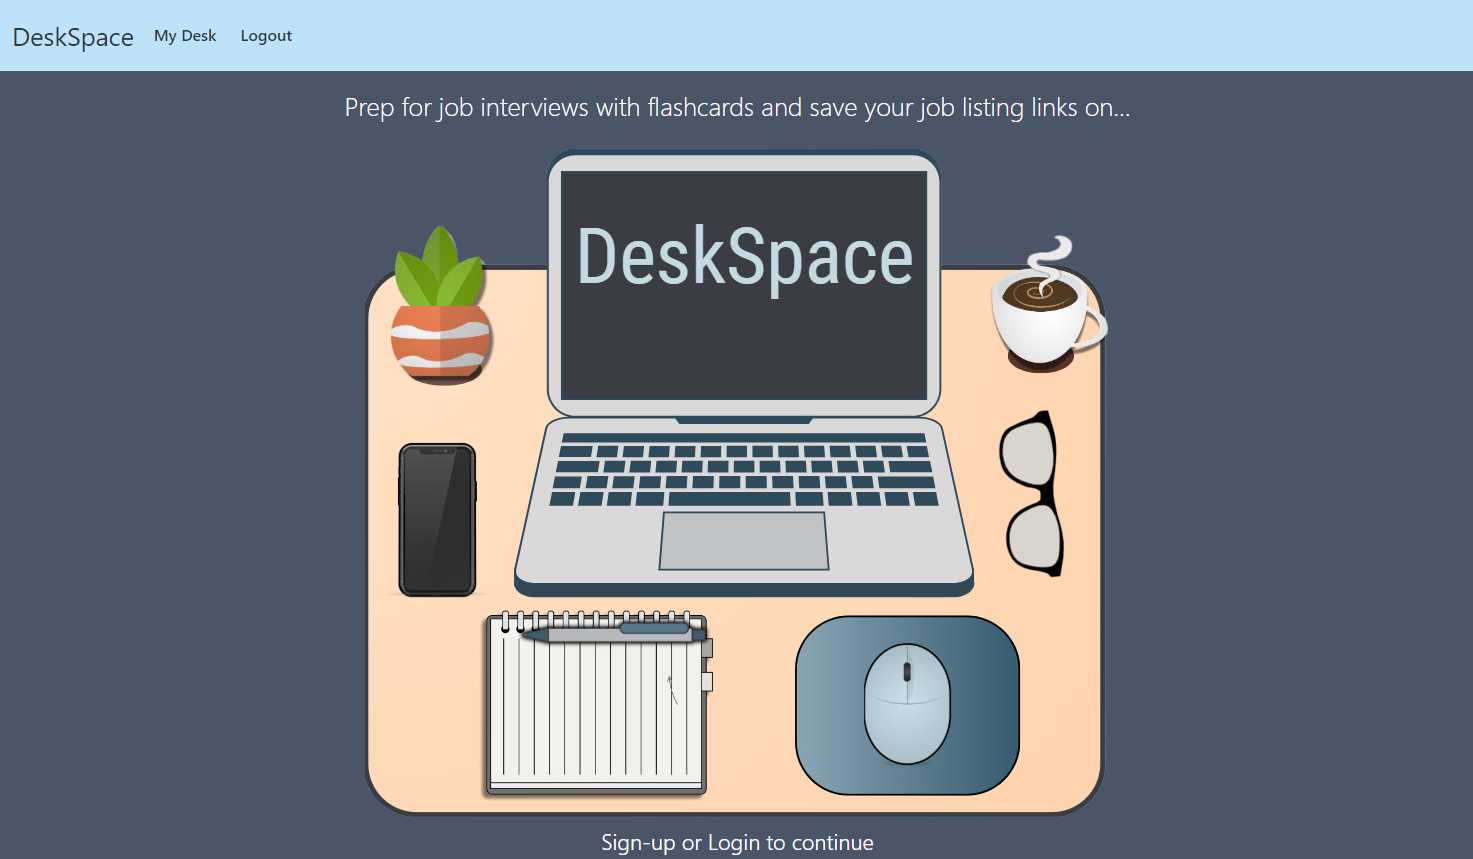 DeskSpace My Desk Logout
Prep for job interviews with flashcards and save your job listing links on...
DeskSpace
Sign-up or Login to continue